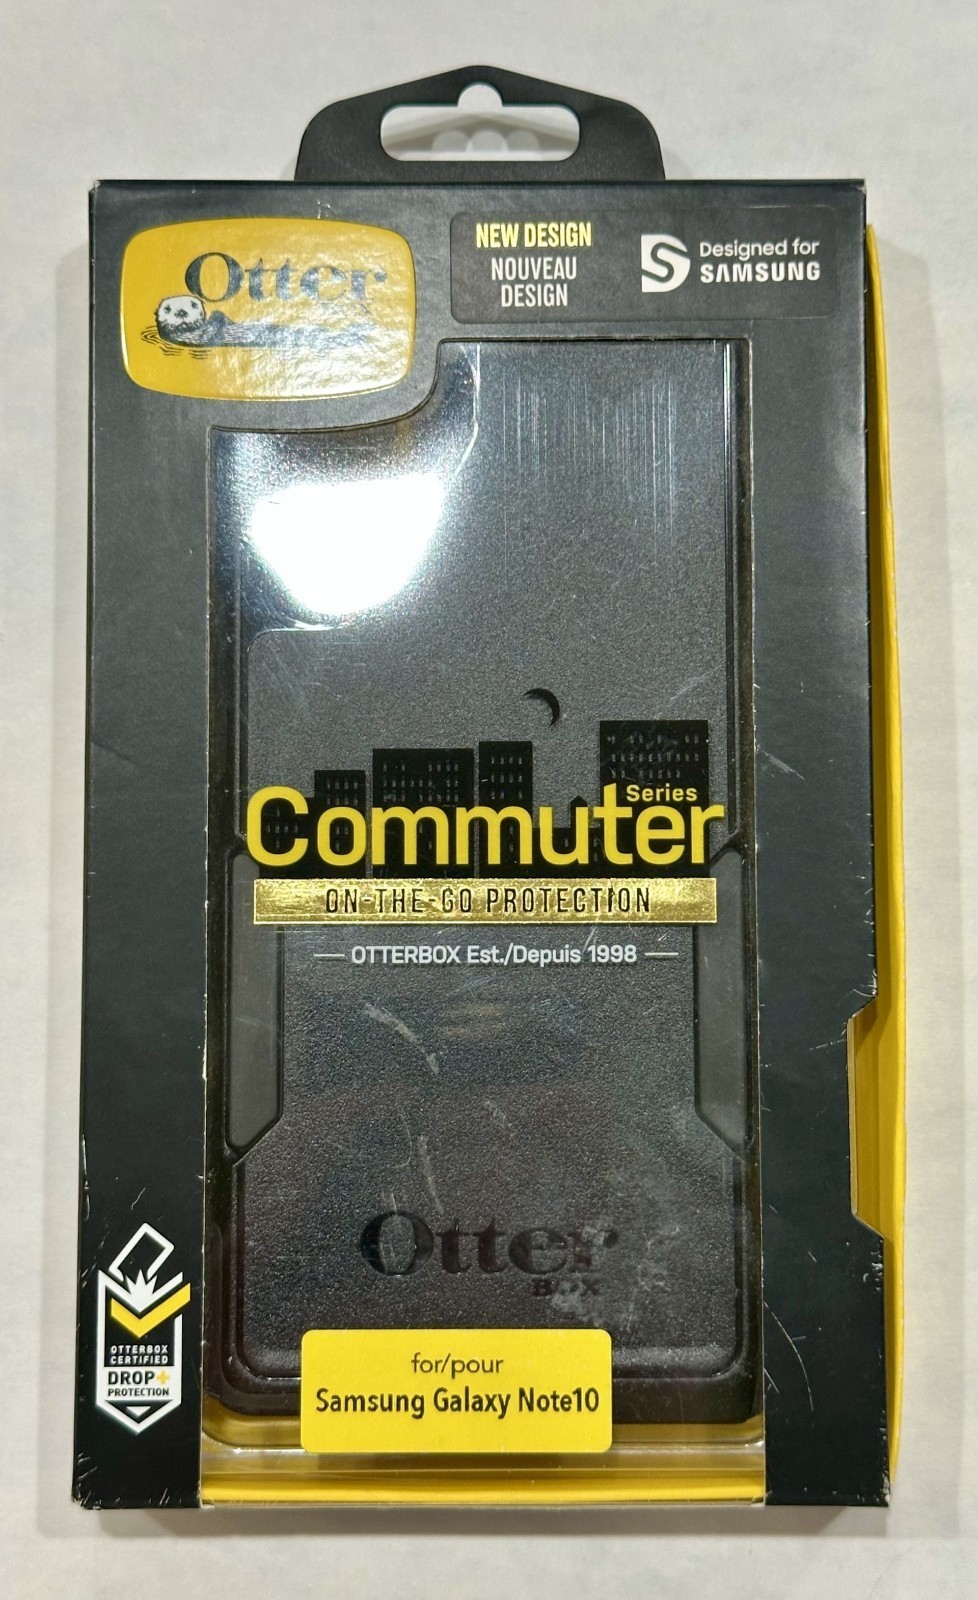 Otter
NEW DESIGN
NOUVEAU
DESIGN
Designed for
SAMSUNG
Series
Commuter
ON-THE-GO PROTECTION
OTTERBOX Est./Depuis 1998
Otter
BOX
OTTERBOX
CERTIFIED
DROP+
PROTECTION
for/pour
Samsung Galaxy Note10